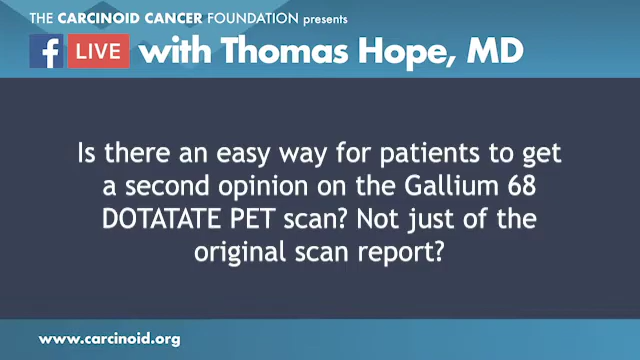 THE CARCINOID CANCER FOUNDATION presents
f LIVE with Thomas Hope, MD
Is there an easy way for patients to get
a second opinion on the Gallium 68
DOTATATE PET scan? Not just of the
original scan report?
www.carcinoid.org